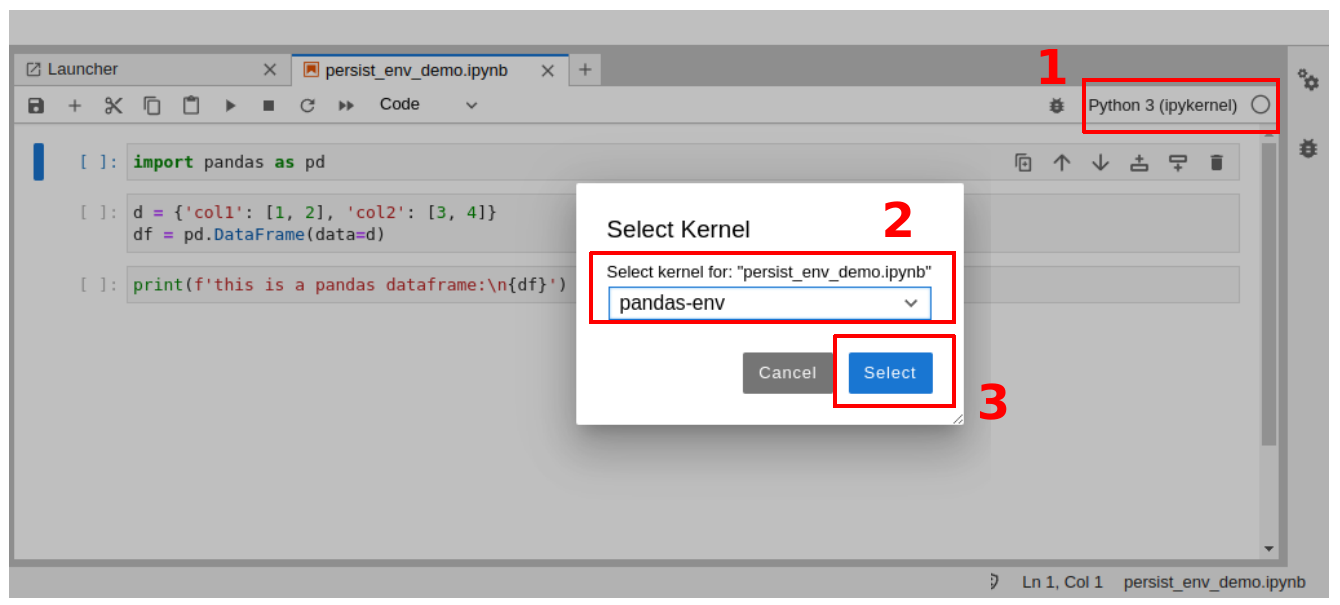 Launcher
persist_env_demo.ipynb
1
Code
Python 3 (ipykernel)
[ ]: import pandas as pd
[ ]: d = {'col1': [1, 2], 'col2': [3, 4]}
df = pd.DataFrame(data=d)
[ ]: print(f'this is a pandas dataframe:\n{df}')
Select Kernel
2
Select kernel for: "persist_env_demo.ipynb"
pandas-env
Cancel
Select
3
Ln 1, Col 1 persist_env_demo.ipynb